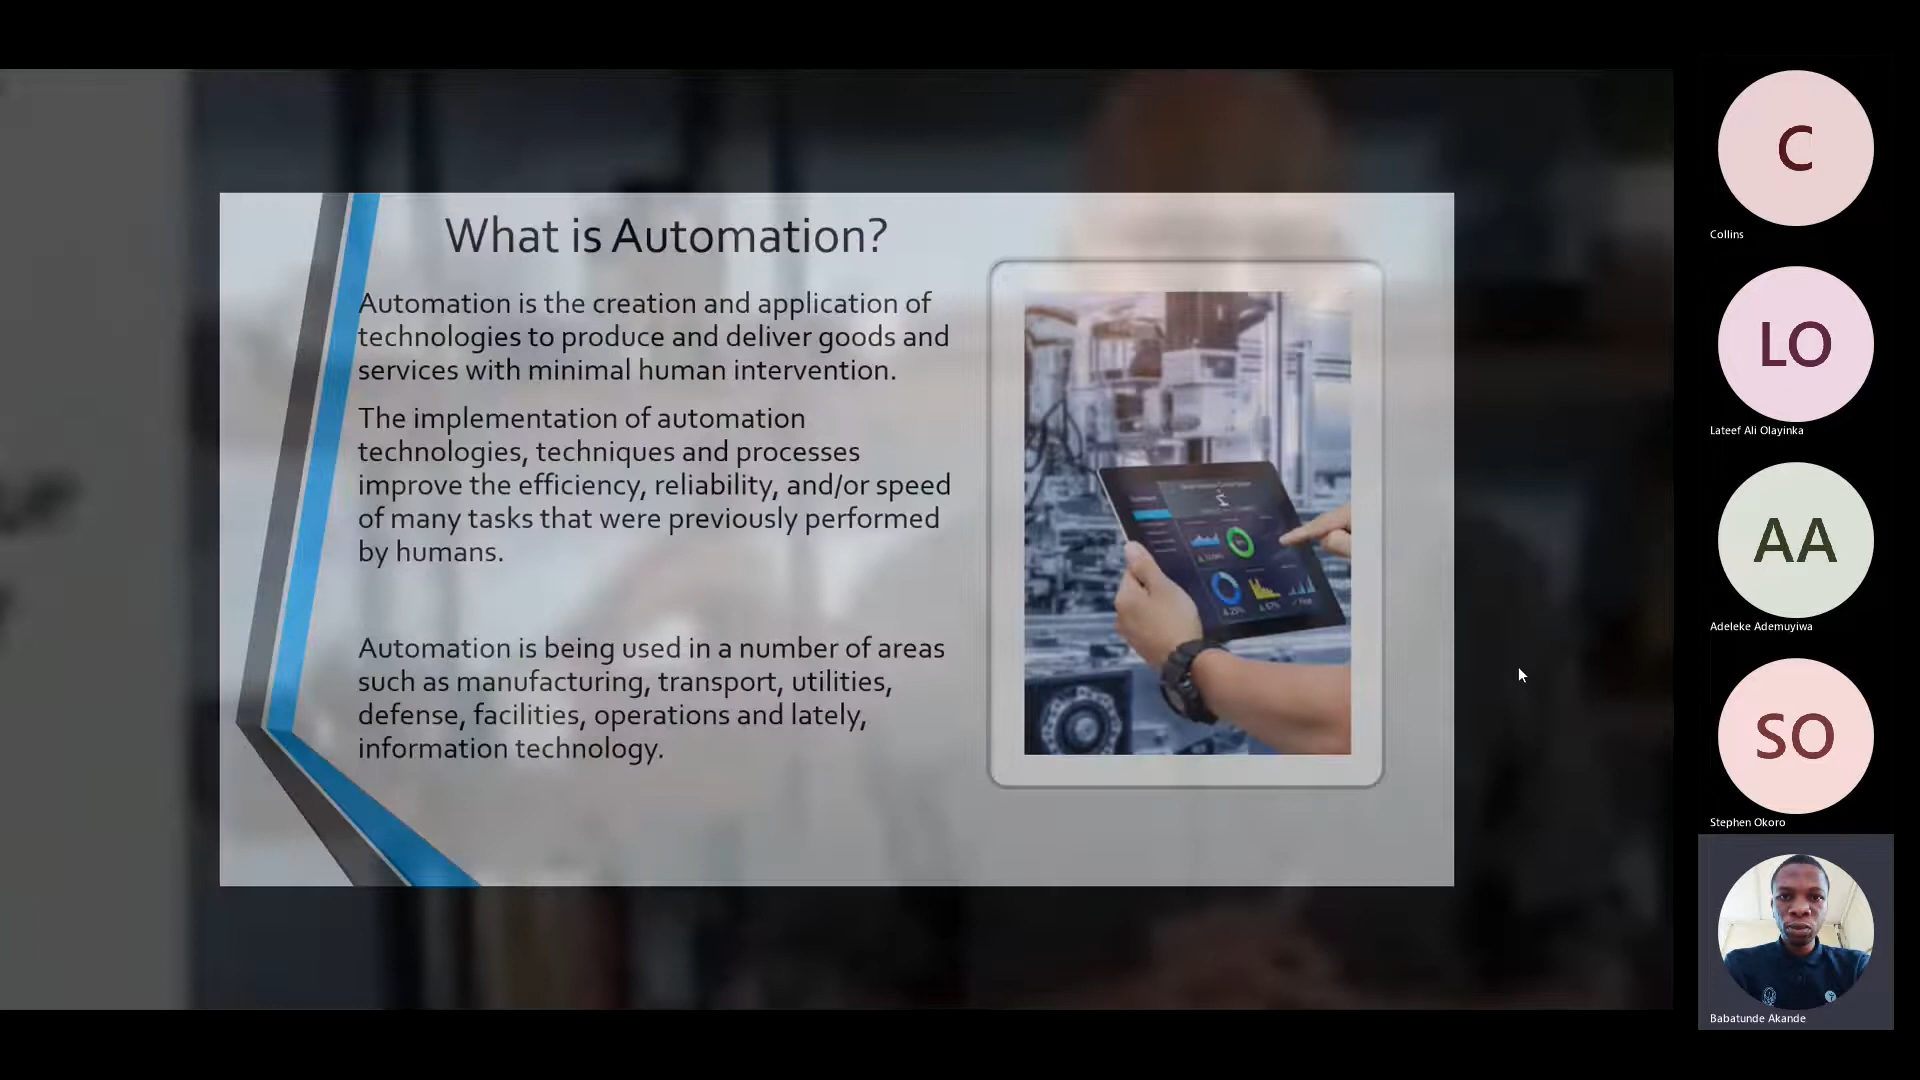 What is Automation?
Automation is the creation and application of
technologies to produce and deliver goods and
services with minimal human intervention.
The implementation of automation
technologies, techniques and processes
improve the efficiency, reliability, and/or speed
of many tasks that were previously performed
by humans.
Automation is being used in a number of areas
such as manufacturing, transport, utilities,
defense, facilities, operations and lately,
information technology.
C
Collins
LO
Lateef Ali Olayinka
AA
Adeleke Ademuyiwa
SO
Stephen Okoro
Babatunde Akande